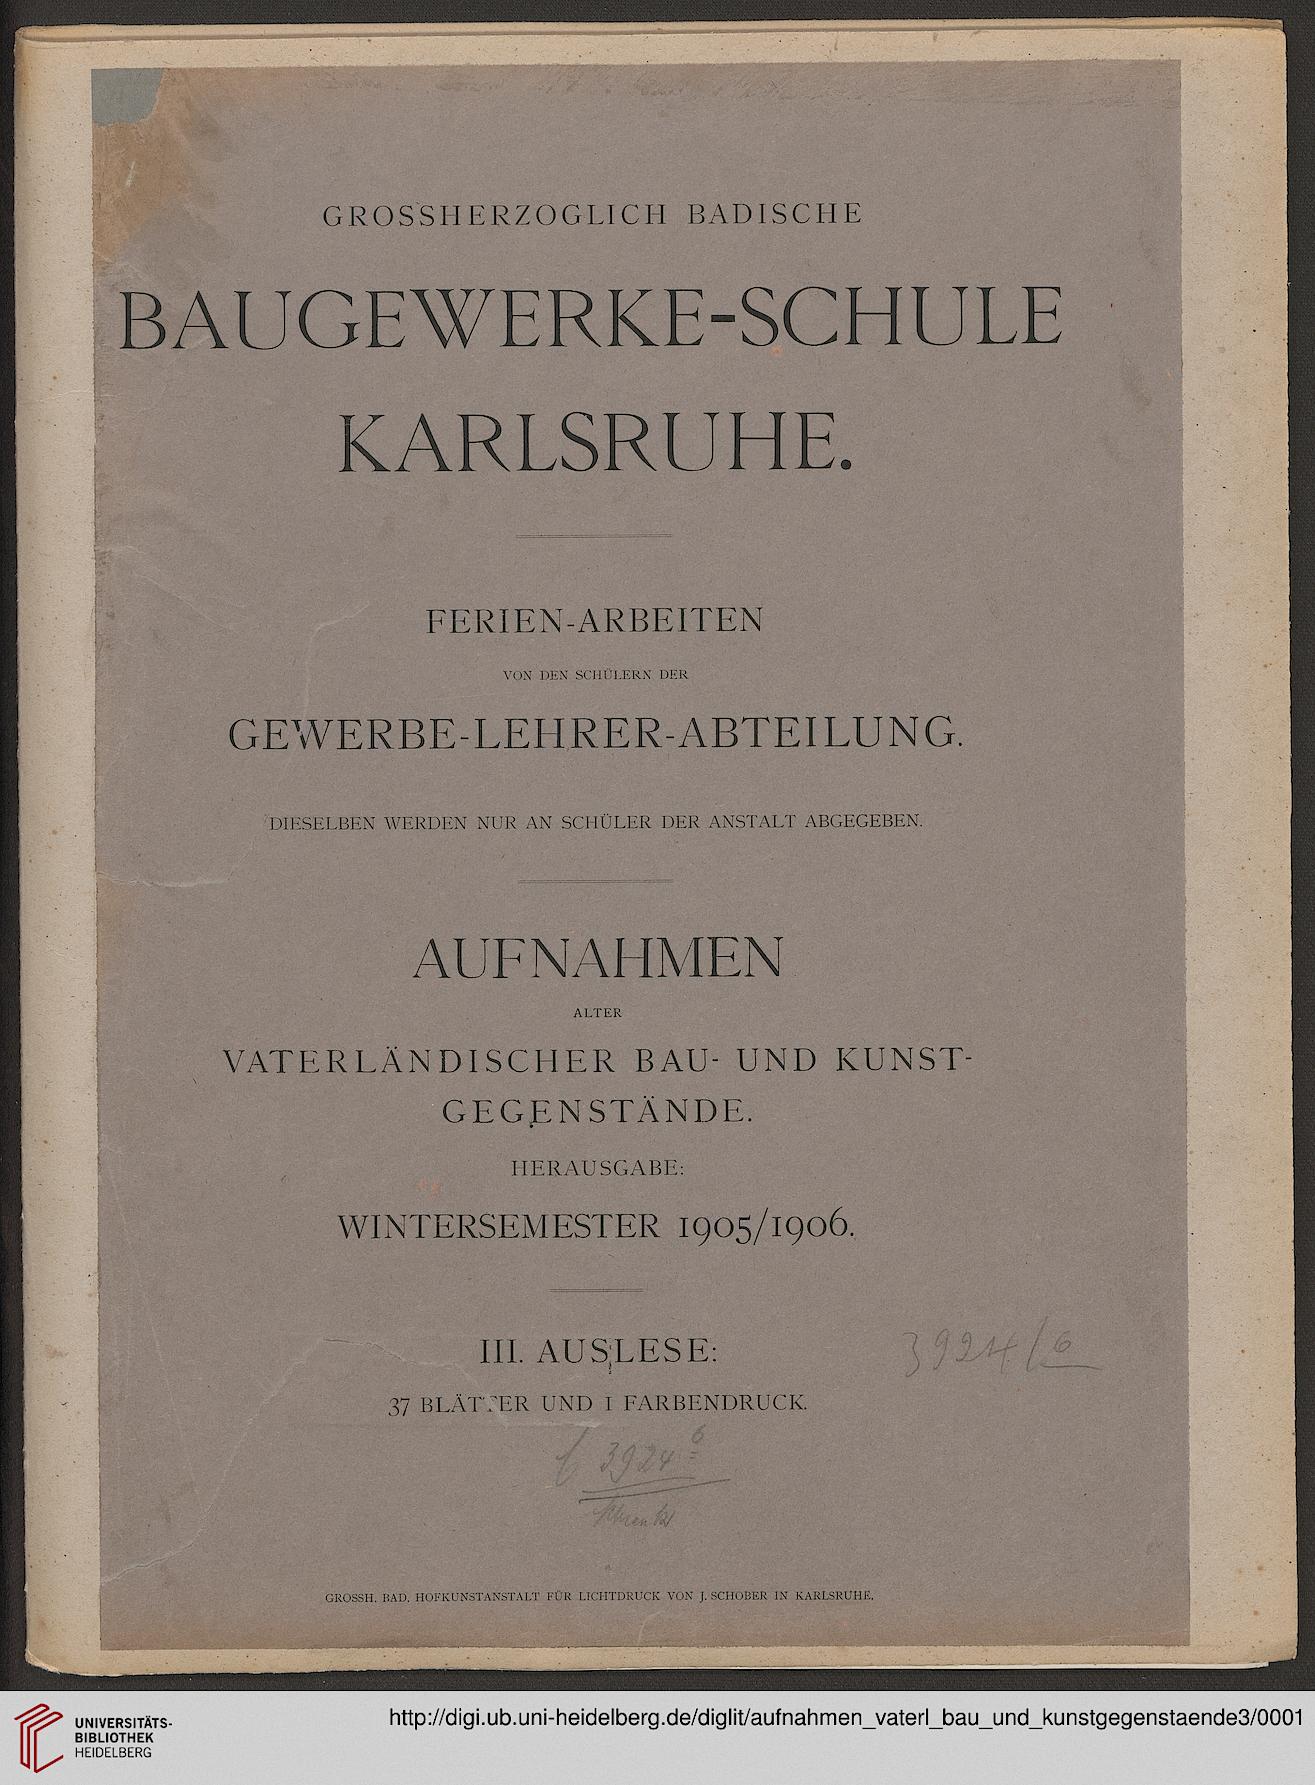 GROSSHERZOGLICH BADISCHE
BAUGEWERKE-SCHULE
KARLSRUHE.
FERIEN-ARBEITEN
VON DEN SCHÜLERN DER
GEWERBE-LEHRER-ABTEILUNG.
DIESELBEN WERDEN NUR AN SCHÜLER DER ANSTALT ABGEGEBEN.
AUFNAHMEN
ALTER
VATERLÄNDISCHER BAU- UND KUNST-
GEGENSTÄNDE.
HERAUSGABE:
WINTERSEMESTER 1905/1906.
III. AUSLESE:
3924/6
37 BLÄTTER UND 1 FARBENDRUCK.
3924 6
GROSSH. BAD. HOFKUNSTANSTALT FÜR LICHTDRUCK VON J. SCHOBER IN KARLSRUHE.
UNIVERSITÄTS-
BIBLIOTHEK
HEIDELBERG
http://digi.ub.uni-heidelberg.de/diglit/aufnahmen_vaterl_bau_und_kunstgegenstaende3/0001